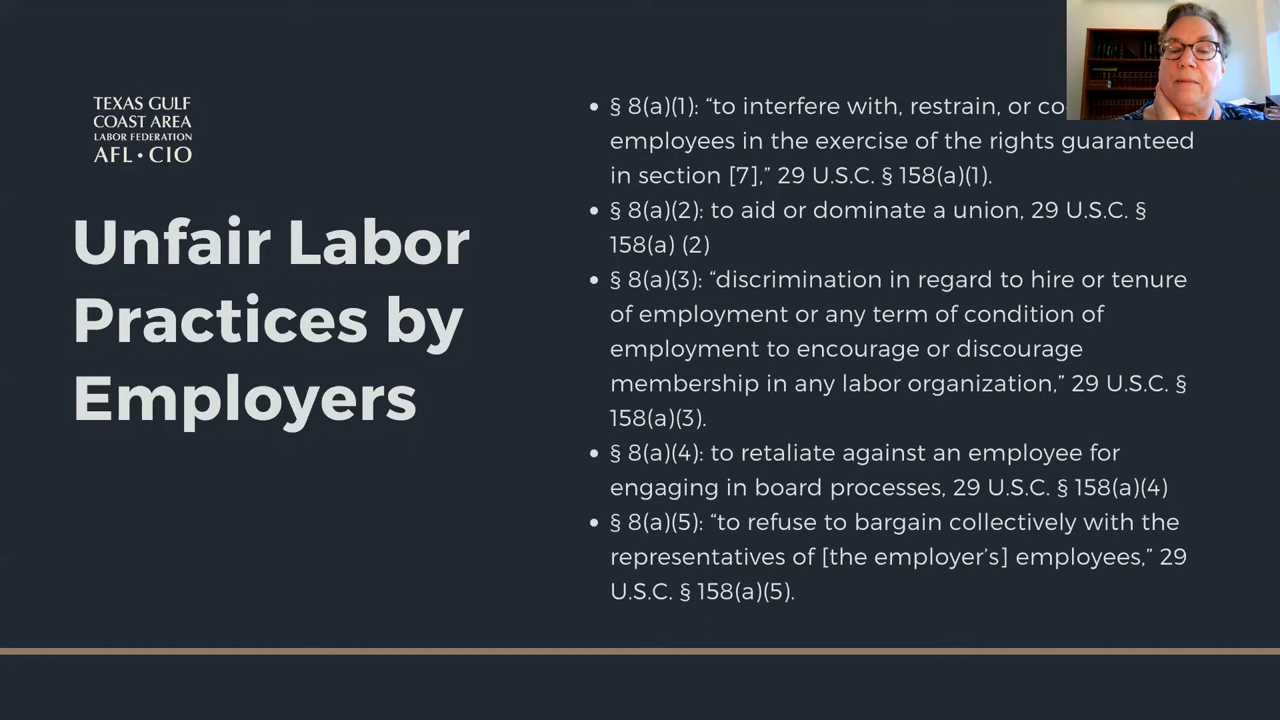 TEXAS GULF
COAST AREA
LABOR FEDERATION
AFL • CIO
Unfair Labor
Practices by
Employers
• § 8(a)(1): “to interfere with, restrain, or co
employees in the exercise of the rights guaranteed
in section [7],” 29 U.S.C. § 158(a)(1).
• § 8(a)(2): to aid or dominate a union, 29 U.S.C. §
158(a) (2)
• § 8(a)(3): “discrimination in regard to hire or tenure
of employment or any term of condition of
employment to encourage or discourage
membership in any labor organization,” 29 U.S.C. §
158(a)(3).
• § 8(a)(4): to retaliate against an employee for
engaging in board processes, 29 U.S.C. § 158(a)(4)
• § 8(a)(5): “to refuse to bargain collectively with the
representatives of [the employer’s] employees,” 29
U.S.C. § 158(a)(5).